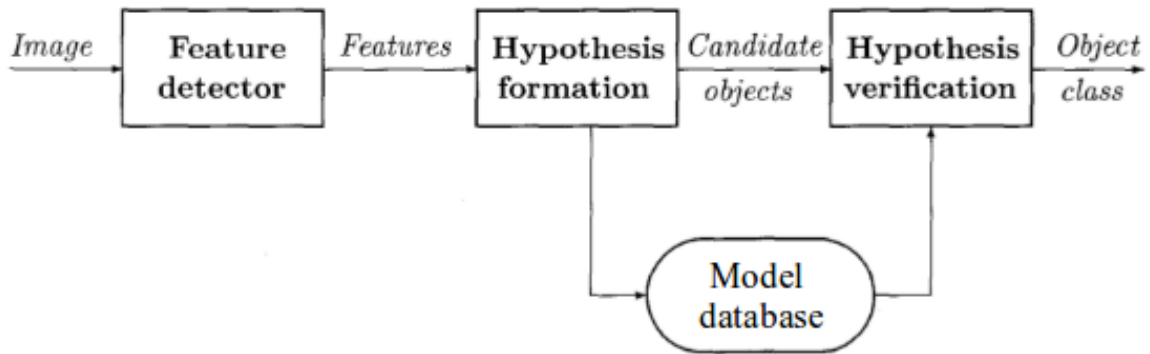 Image
Feature
detector
Features
Hypothesis
formation
Candidate
objects
Hypothesis
verification
Object
class
Model
database